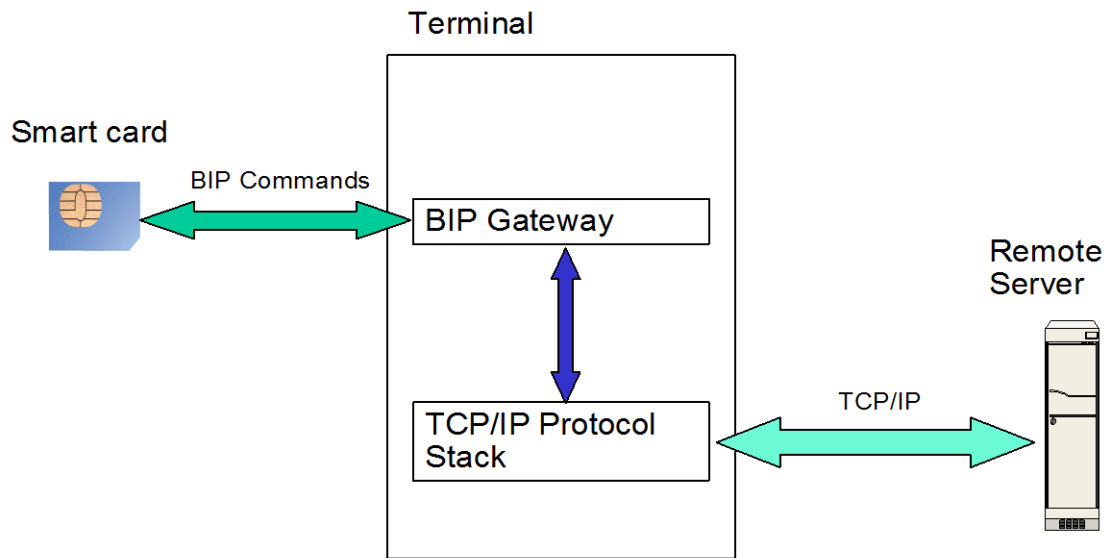 Terminal
Smart card
BIP Commands
BIP Gateway
Remote
Server
TCP/IP
TCP/IP Protocol
Stack